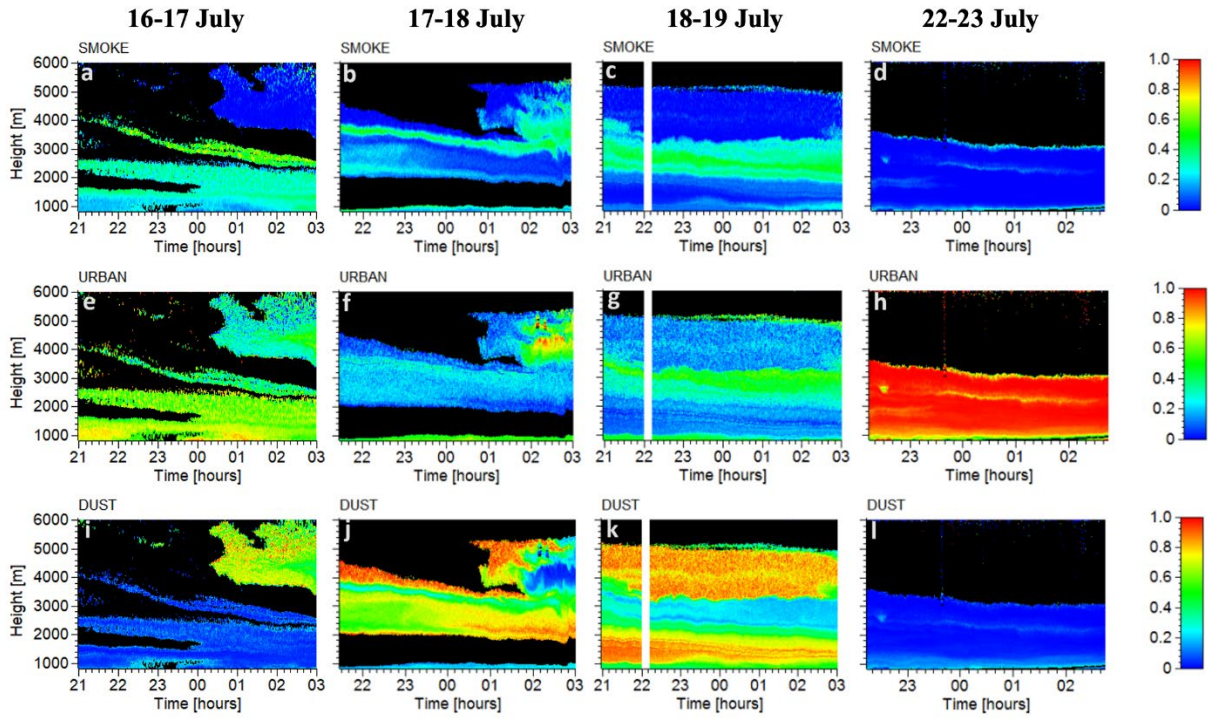 16-17 July 17-18 July 18-19 July 22-23 July
SMOKE SMOKE SMOKE SMOKE
a b c d
6000
5000
4000
3000
2000
1000
Height [m]
21 22 23 00 01 02 03
Time [hours]
21 22 23 00 01 02 03
Time [hours]
21 22 23 00 01 02 03
Time [hours]
23 00 01 02
Time [hours]
1.0
0.8
0.6
0.4
0.2
0
URBAN URBAN URBAN URBAN
e f g h
6000
5000
4000
3000
2000
1000
Height [m]
21 22 23 00 01 02 03
Time [hours]
21 22 23 00 01 02 03
Time [hours]
21 22 23 00 01 02 03
Time [hours]
23 00 01 02
Time [hours]
1.0
0.8
0.6
0.4
0.2
0
DUST DUST DUST DUST
i j k l
6000
5000
4000
3000
2000
1000
Height [m]
21 22 23 00 01 02 03
Time [hours]
21 22 23 00 01 02 03
Time [hours]
21 22 23 00 01 02 03
Time [hours]
23 00 01 02
Time [hours]
1.0
0.8
0.6
0.4
0.2
0